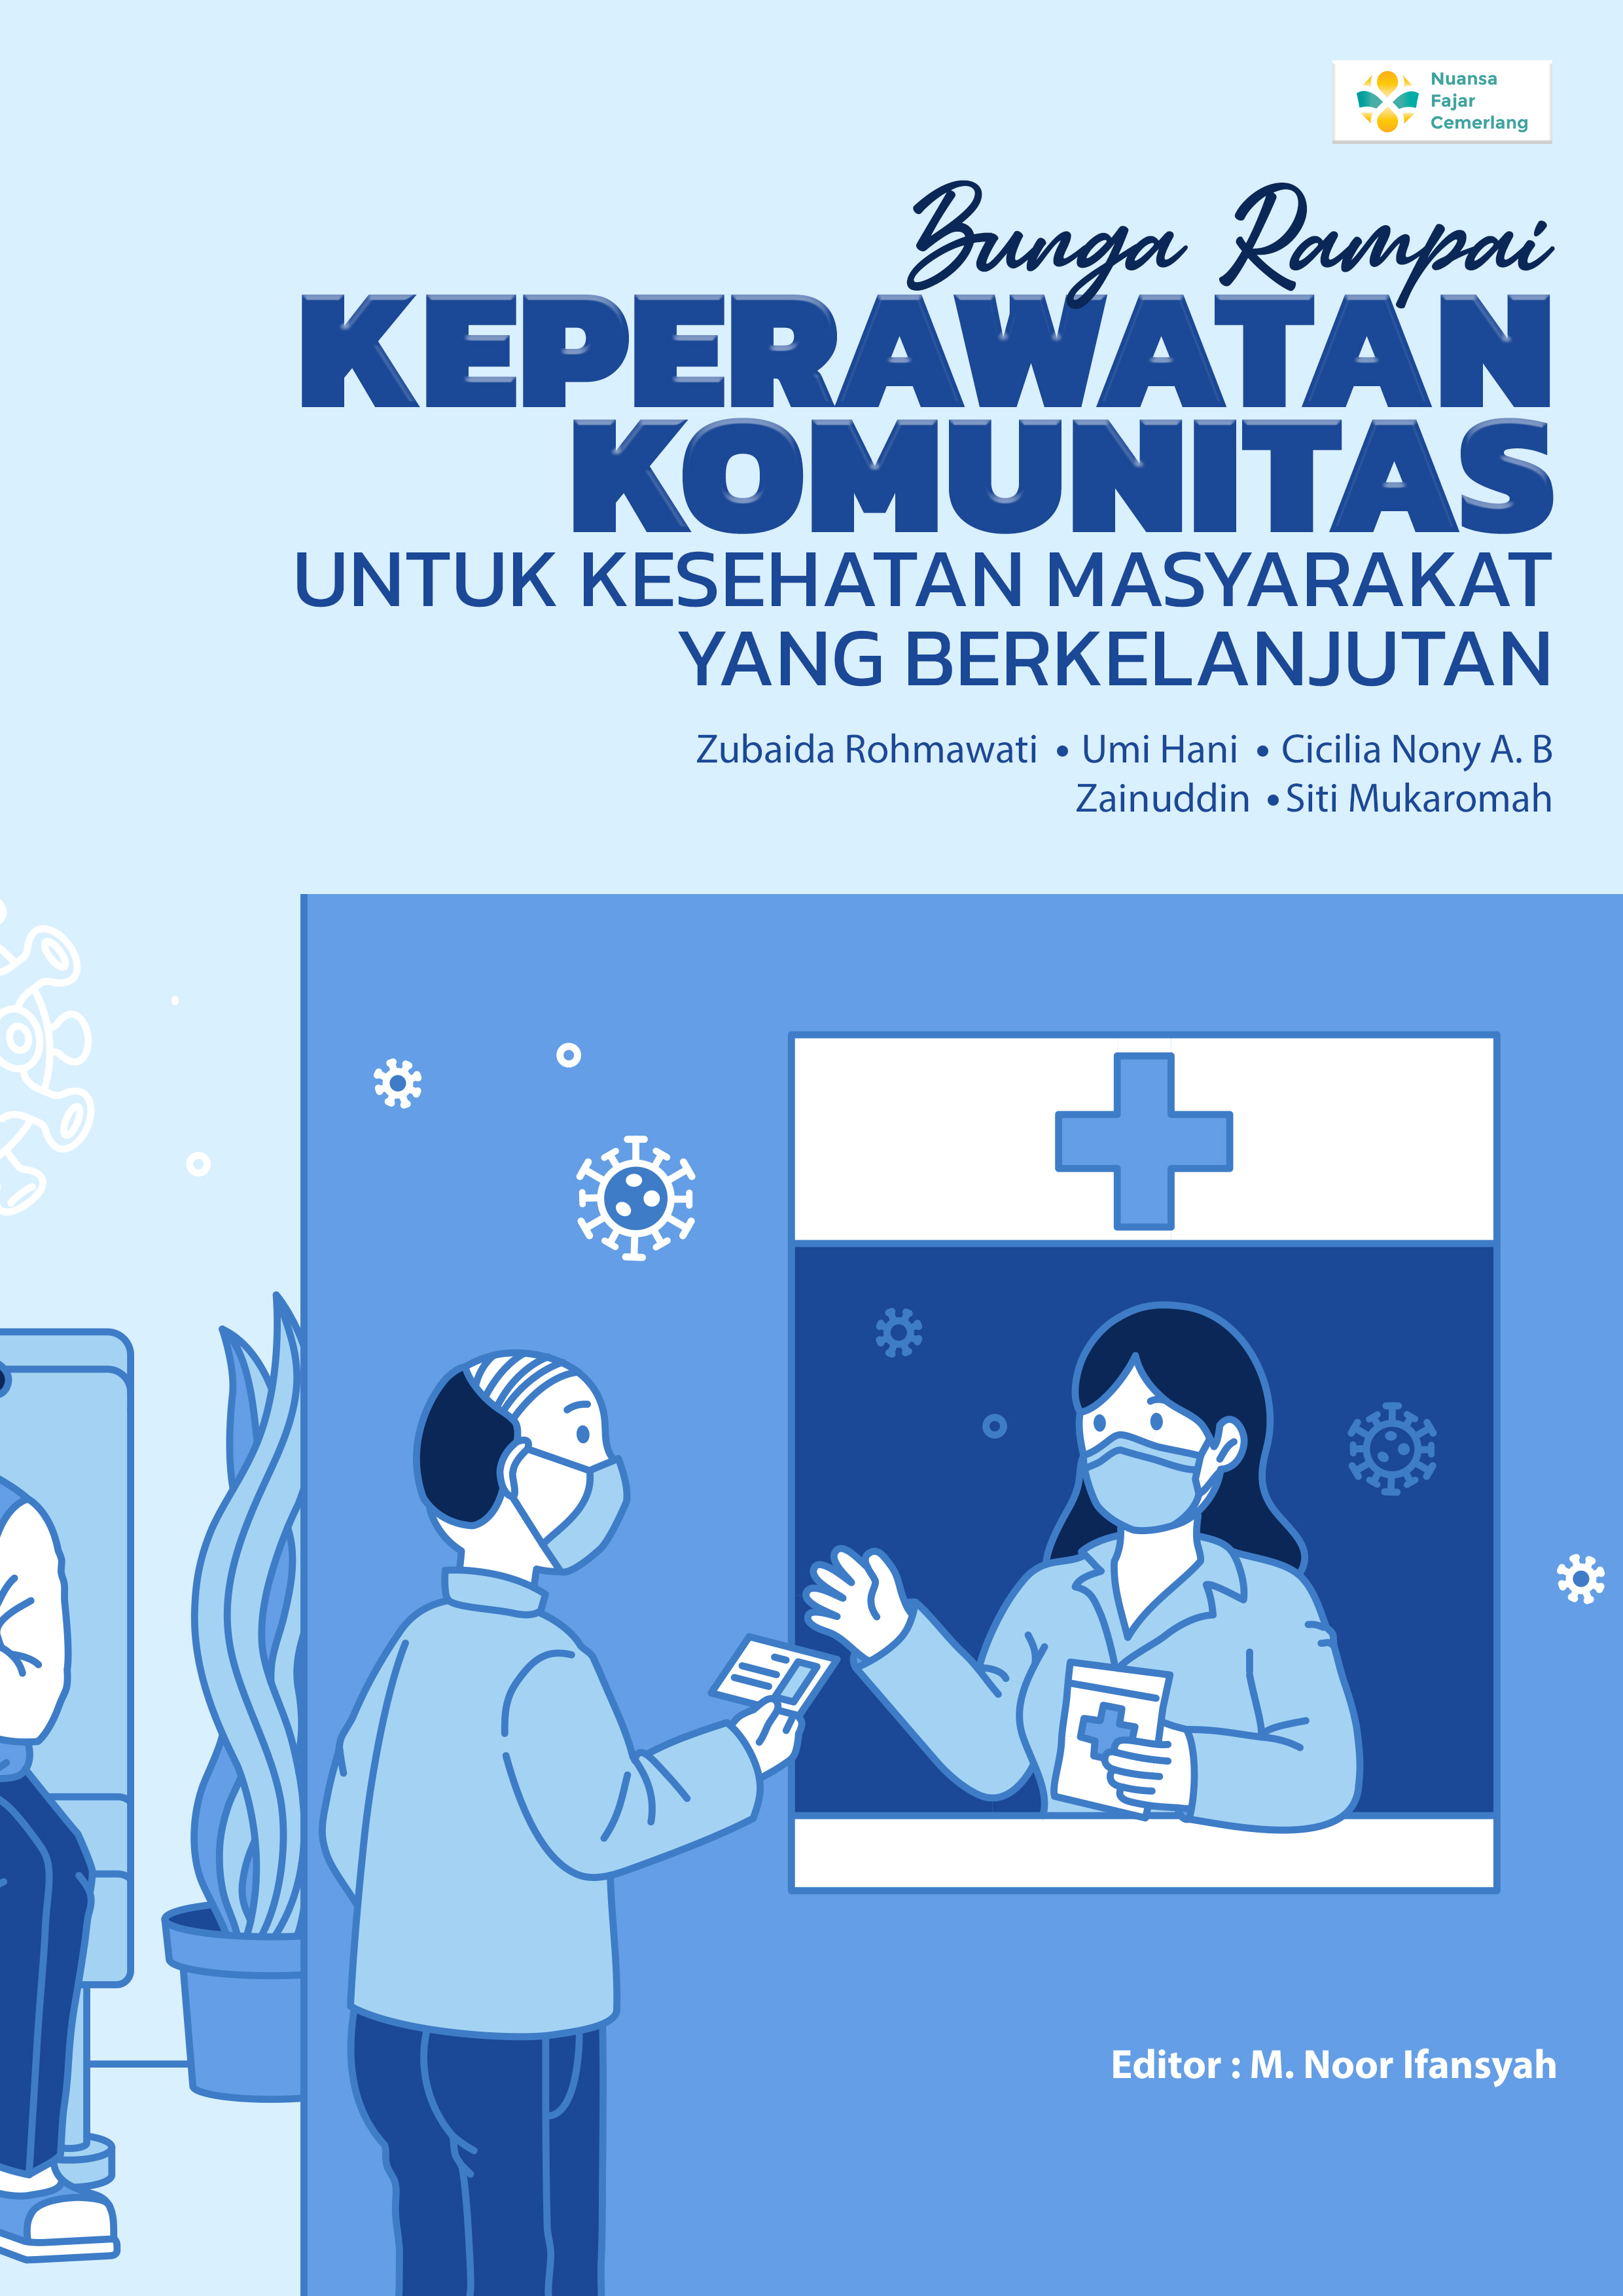 Nuansa
Fajar
Cemerlang
Bunga Rampai
KEPERAWATAN
KOMUNITAS
UNTUK KESEHATAN MASYARAKAT
YANG BERKELANJUTAN
Zubaida Rohmawati • Umi Hani • Cicilia Nony A. B
Zainuddin • Siti Mukaromah
Editor : M. Noor Ifansyah